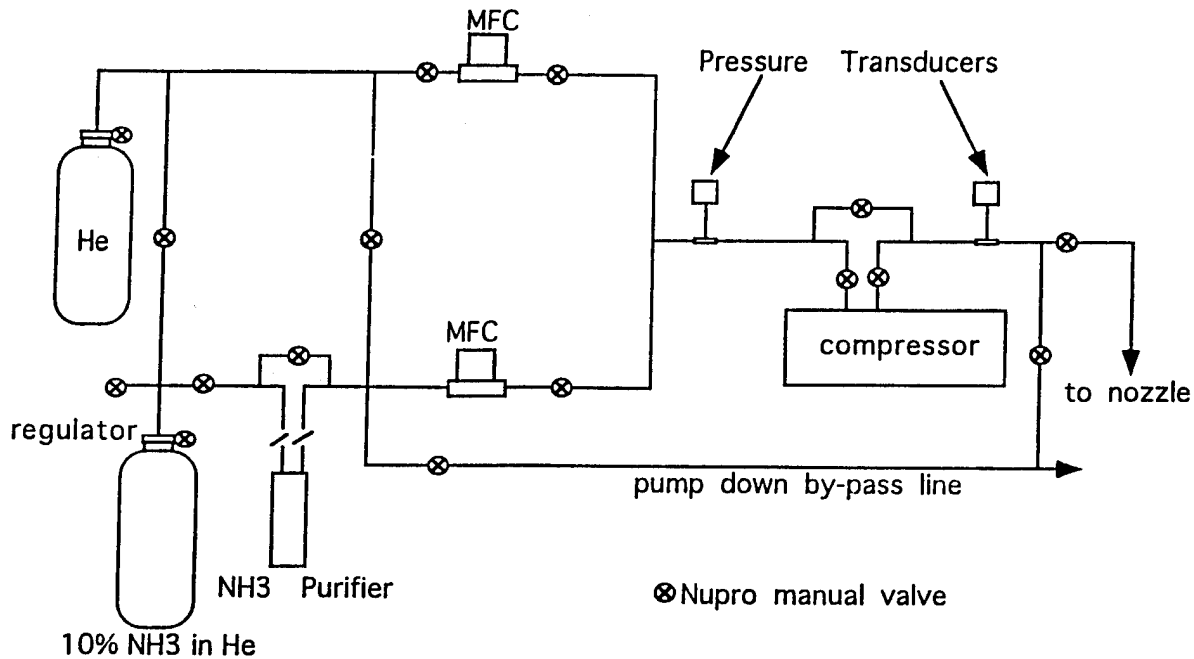 MFC
Pressure Transducers
He
MFC
compressor
to nozzle
regulator
pump down by-pass line
NH3 Purifier
Nupro manual valve
10% NH3 in He